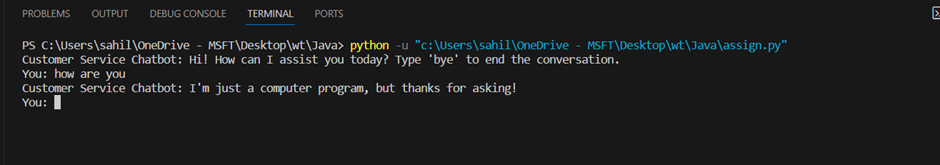 PROBLEMS OUTPUT DEBUG CONSOLE TERMINAL PORTS
PS C:\Users\sahil\OneDrive - MSFT\Desktop\wt\Java> python -u "c:\Users\sahil\OneDrive - MSFT\Desktop\wt\Java\assign.py"
Customer Service Chatbot: Hi! How can I assist you today? Type 'bye' to end the conversation.
You: how are you
Customer Service Chatbot: I'm just a computer program, but thanks for asking!
You: